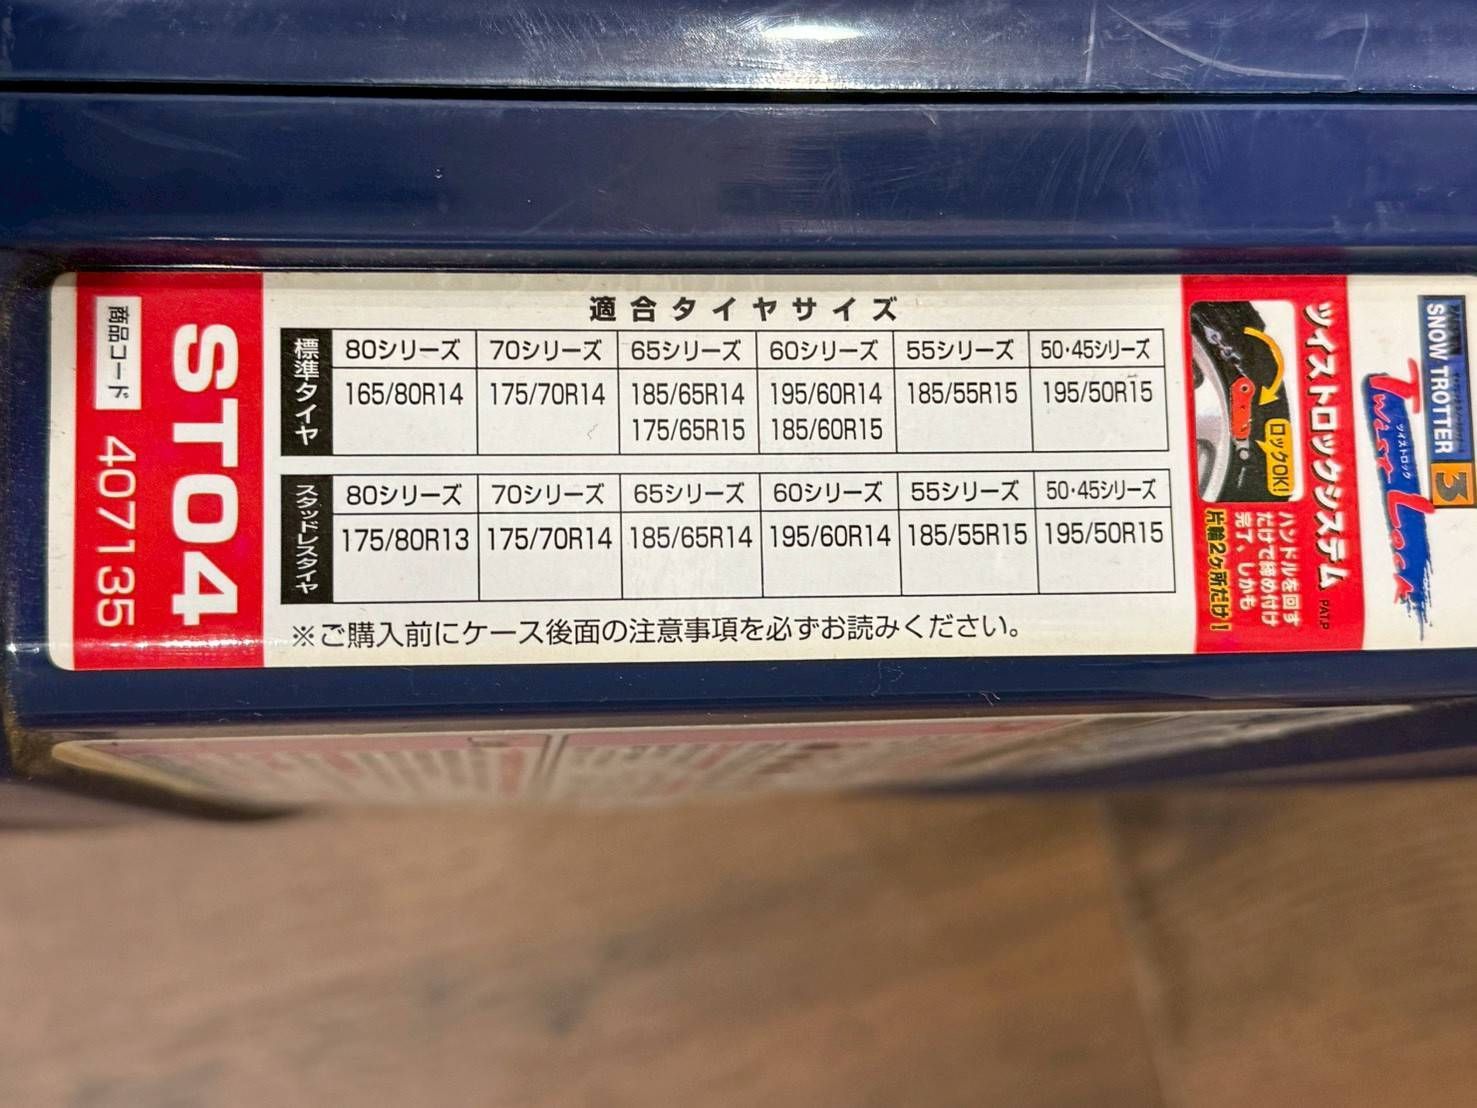 商品コード 407135
ST04
適合タイヤサイズ
標準タイヤ
80シリーズ 70シリーズ 65シリーズ 60シリーズ 55シリーズ 50・45シリーズ
165/80R14 175/70R14 185/65R14 195/60R14 185/55R15 195/50R15
175/65R15 185/60R15
スタッドレスタイヤ
80シリーズ 70シリーズ 65シリーズ 60シリーズ 55シリーズ 50・45シリーズ
175/80R13 175/70R14 185/65R14 195/60R14 185/55R15 195/50R15
※ご購入前にケース後面の注意事項を必ずお読みください。
ツイストロックシステム PAT.P
ロックOK!
ハンドルを回す
だけで締め付け
完了、しかも
片輪2ケ所だけ!
SNOW TROTTER 3
ツイストロック
Twist Lock